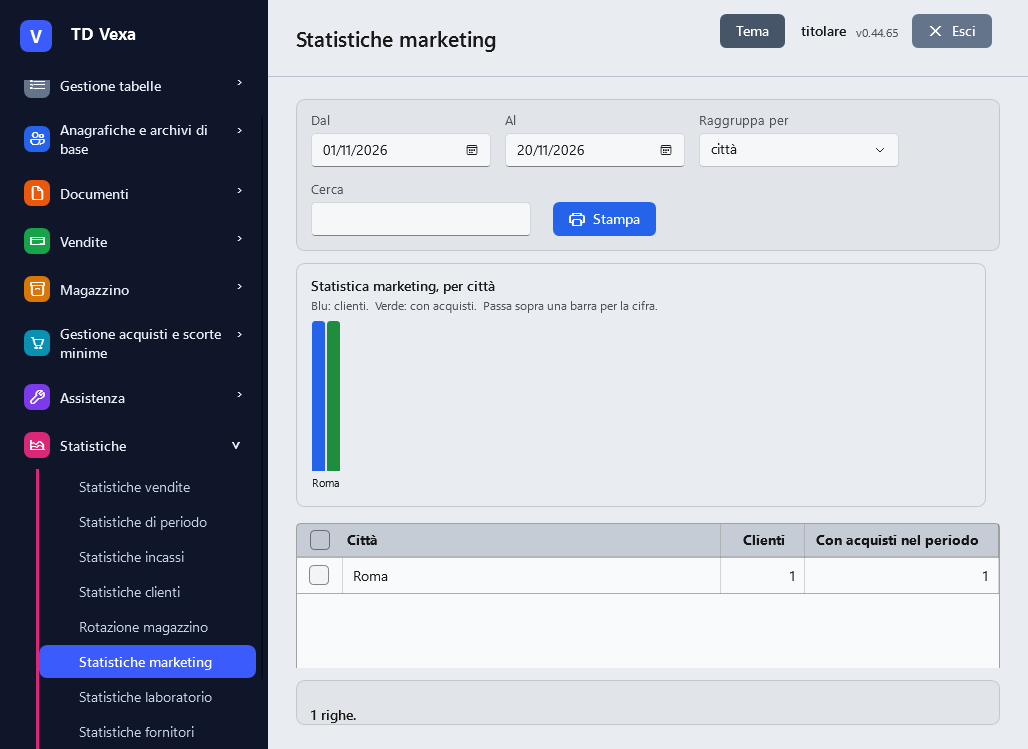 V TD Vexa
Gestione tabelle
Anagrafiche e archivi di
base
Documenti
Vendite
Magazzino
Gestione acquisti e scorte
minime
Assistenza
Statistiche
Statistiche vendite
Statistiche di periodo
Statistiche incassi
Statistiche clienti
Rotazione magazzino
Statistiche marketing
Statistiche laboratorio
Statistiche fornitori
Statistiche marketing
Tema titolare v0.44.65 Esci
Dal Al Raggruppa per
01/11/2026 20/11/2026 città
Cerca
Stampa
Statistica marketing, per città
Blu: clienti. Verde: con acquisti. Passa sopra una barra per la cifra.
Roma
Città Clienti Con acquisti nel periodo
Roma 1 1
1 righe.